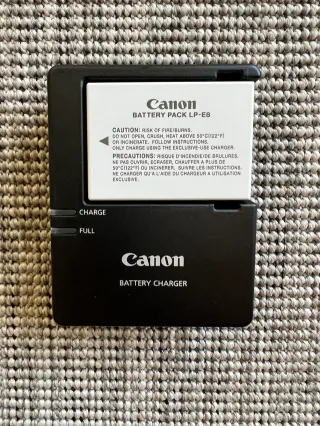 Canon
BATTERY PACK LP-E8
CAUTION: RISK OF FIRE/BURNS.
DO NOT OPEN, CRUSH, HEAT ABOVE 50°C(122°F)
OR INCINERATE. FOLLOW INSTRUCTIONS.
ONLY CHARGE USING THE EXCLUSIVE-USE CHARGER.
PRECAUTIONS: RISQUE D'INCENDIE/DE BRULURES.
NE PAS OUVRIR, ECRASER, CHAUFFER A PLUS DE
50°C(122°F) OU INCINERER. SUIVRE LES INSTRUCTIONS.
NE CHARGER QU'A L'AIDE DU CHARGEUR A UTILISATION
EXCLUSIVE.
CHARGE
FULL
Canon
BATTERY CHARGER